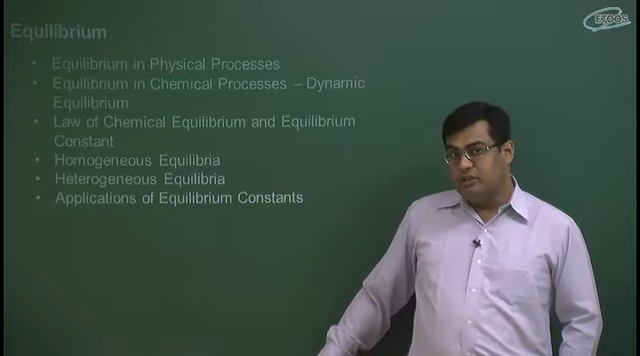 Equilibrium
• Equilibrium in Physical Processes
• Equilibrium in Chemical Processes – Dynamic
Equilibrium
• Law of Chemical Equilibrium and Equilibrium
Constant
• Homogeneous Equilibria
• Heterogeneous Equilibria
• Applications of Equilibrium Constants
ETOOS